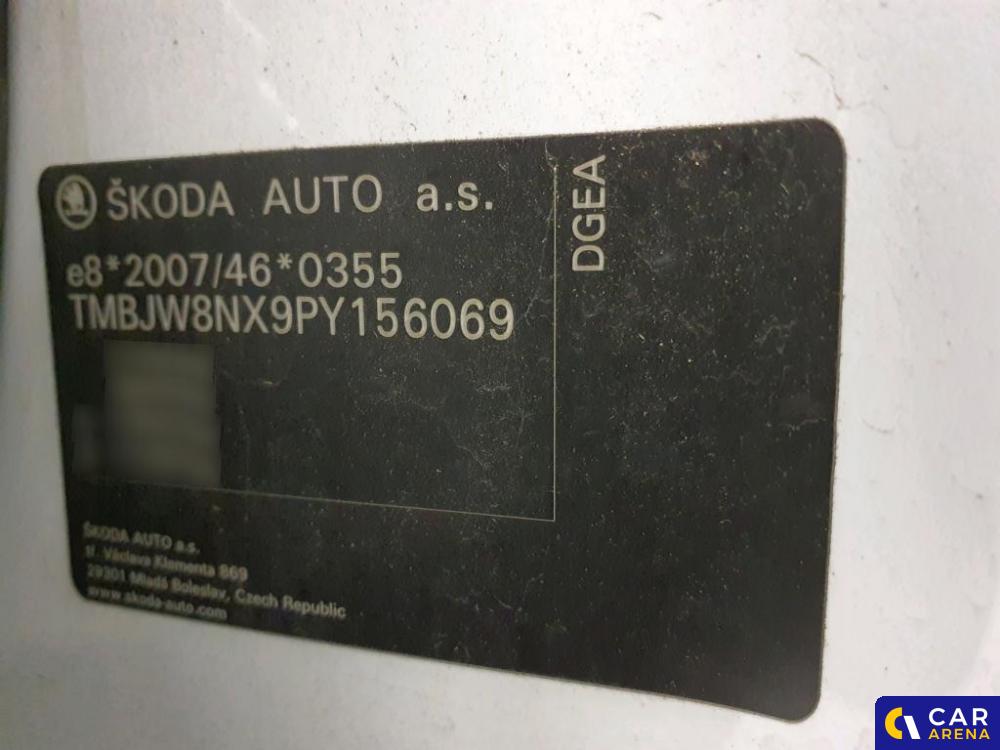 ŠKODA AUTO a.s.
e8*2007/46*0355
TMBJW8NX9PY156069
DGEA
ŠKODA AUTO a.s.
tř. Václava Klementa 869
29301 Mladá Boleslav, Czech Republic
www.skoda-auto.com
CAR
ARENA